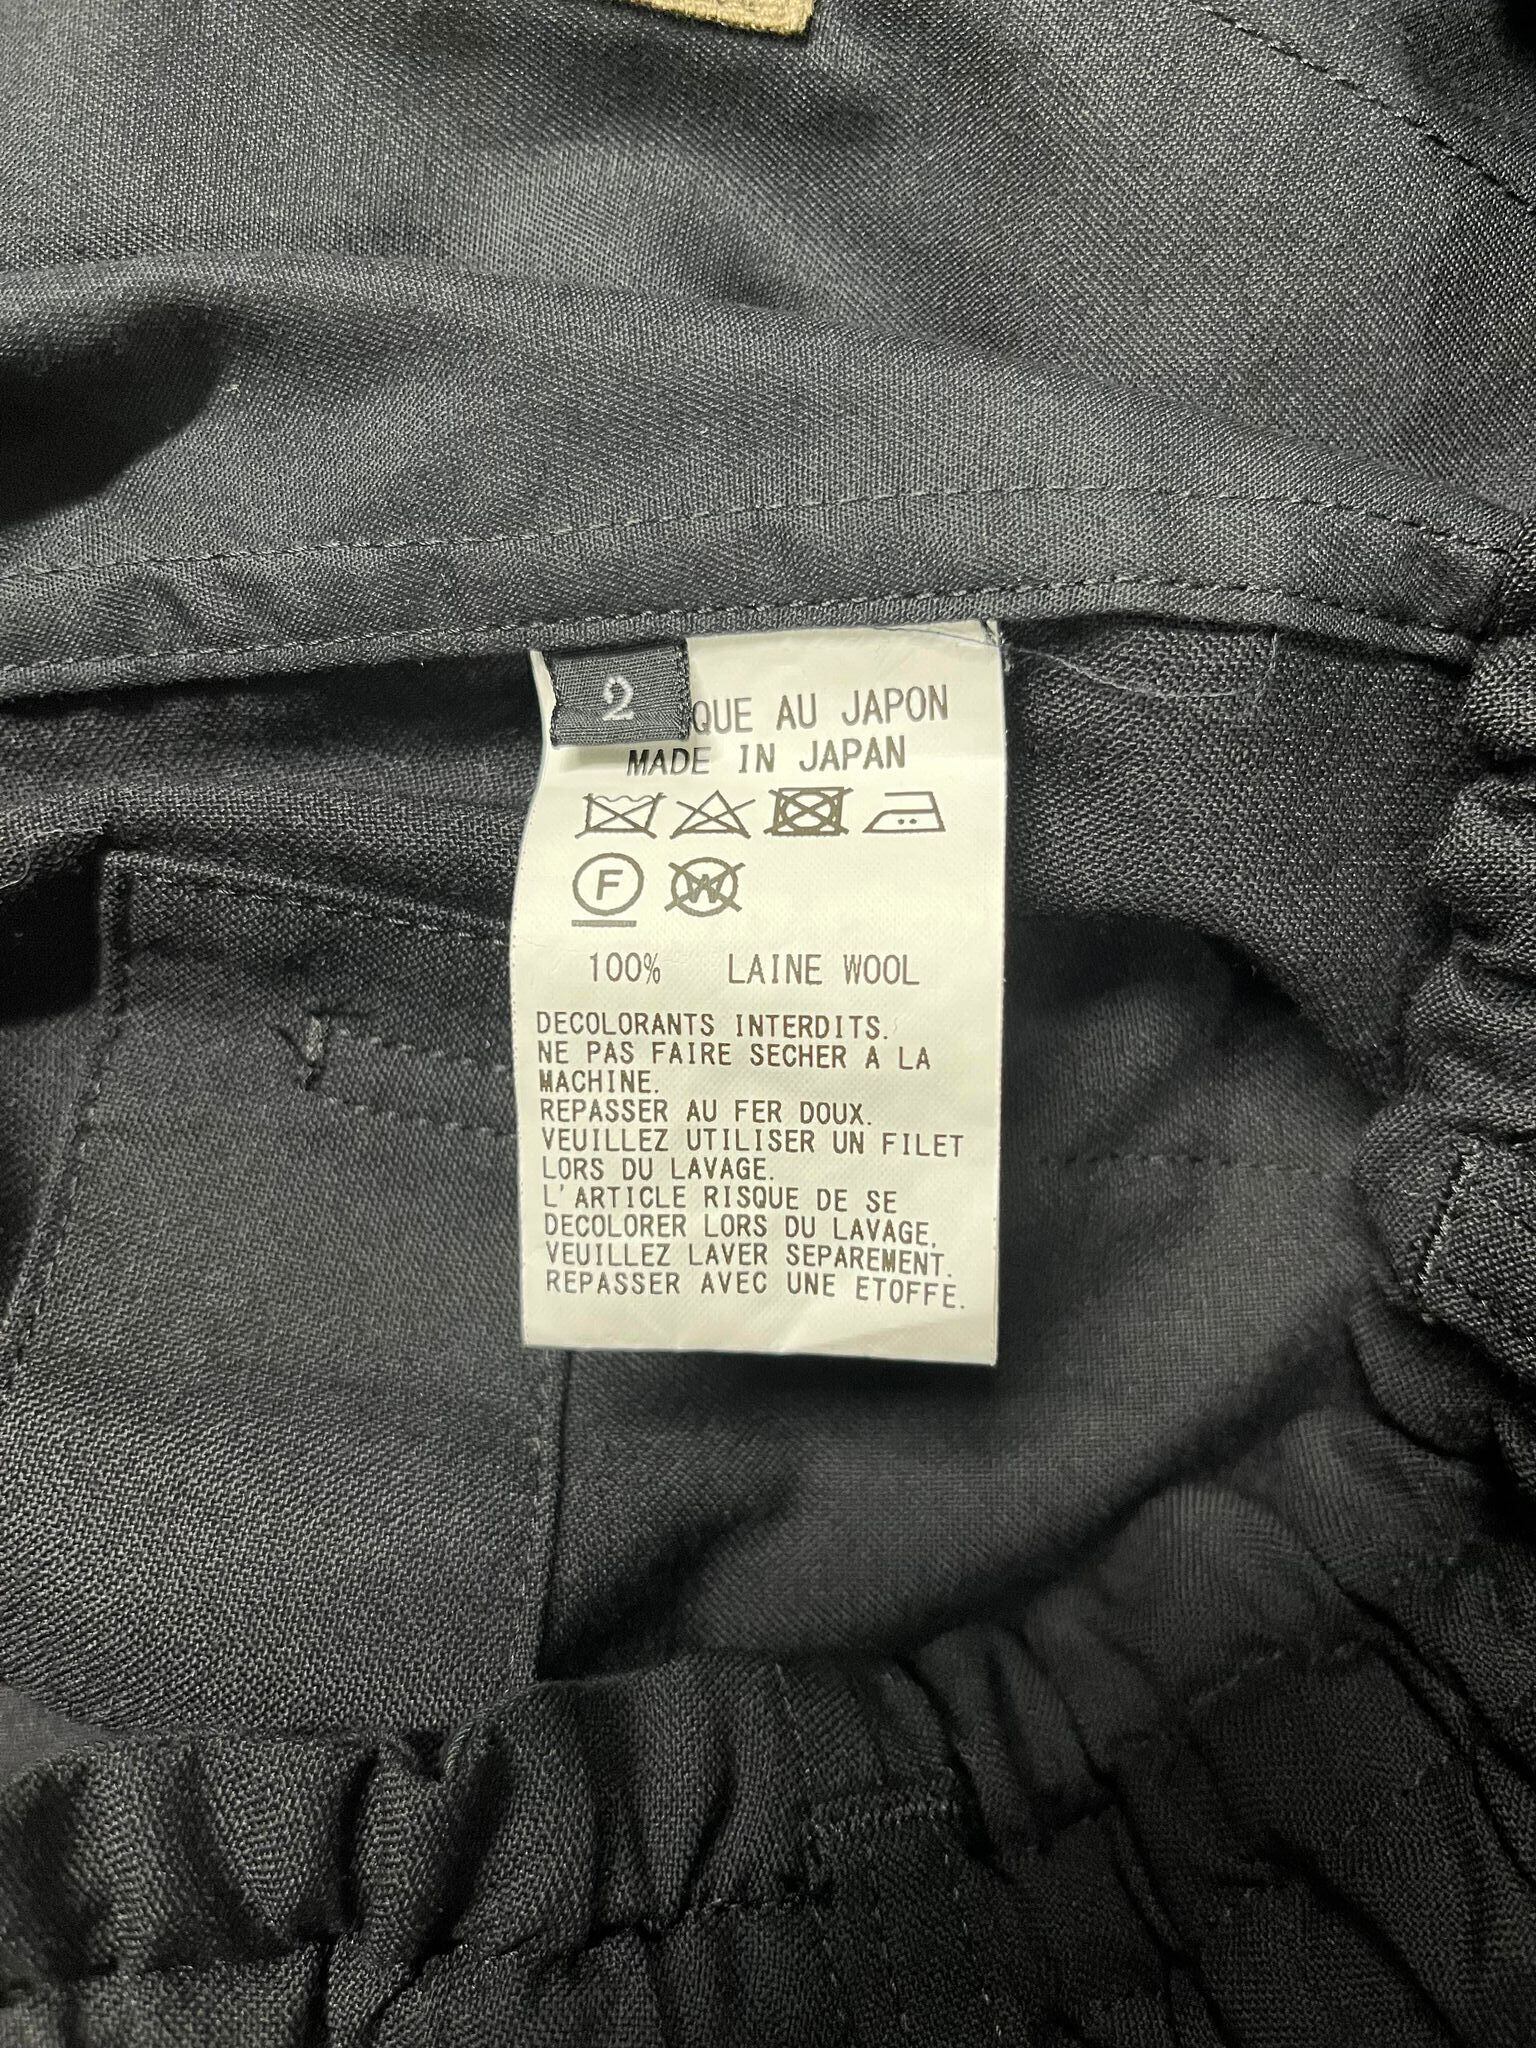 2
QUE AU JAPON
MADE IN JAPAN
F W
100% LAINE WOOL
DECOLORANTS INTERDITS.
NE PAS FAIRE SECHER A LA
MACHINE.
REPASSER AU FER DOUX.
VEUILLEZ UTILISER UN FILET
LORS DU LAVAGE.
L'ARTICLE RISQUE DE SE
DECOLORER LORS DU LAVAGE,
VEUILLEZ LAVER SEPAREMENT.
REPASSER AVEC UNE ETOFFE.